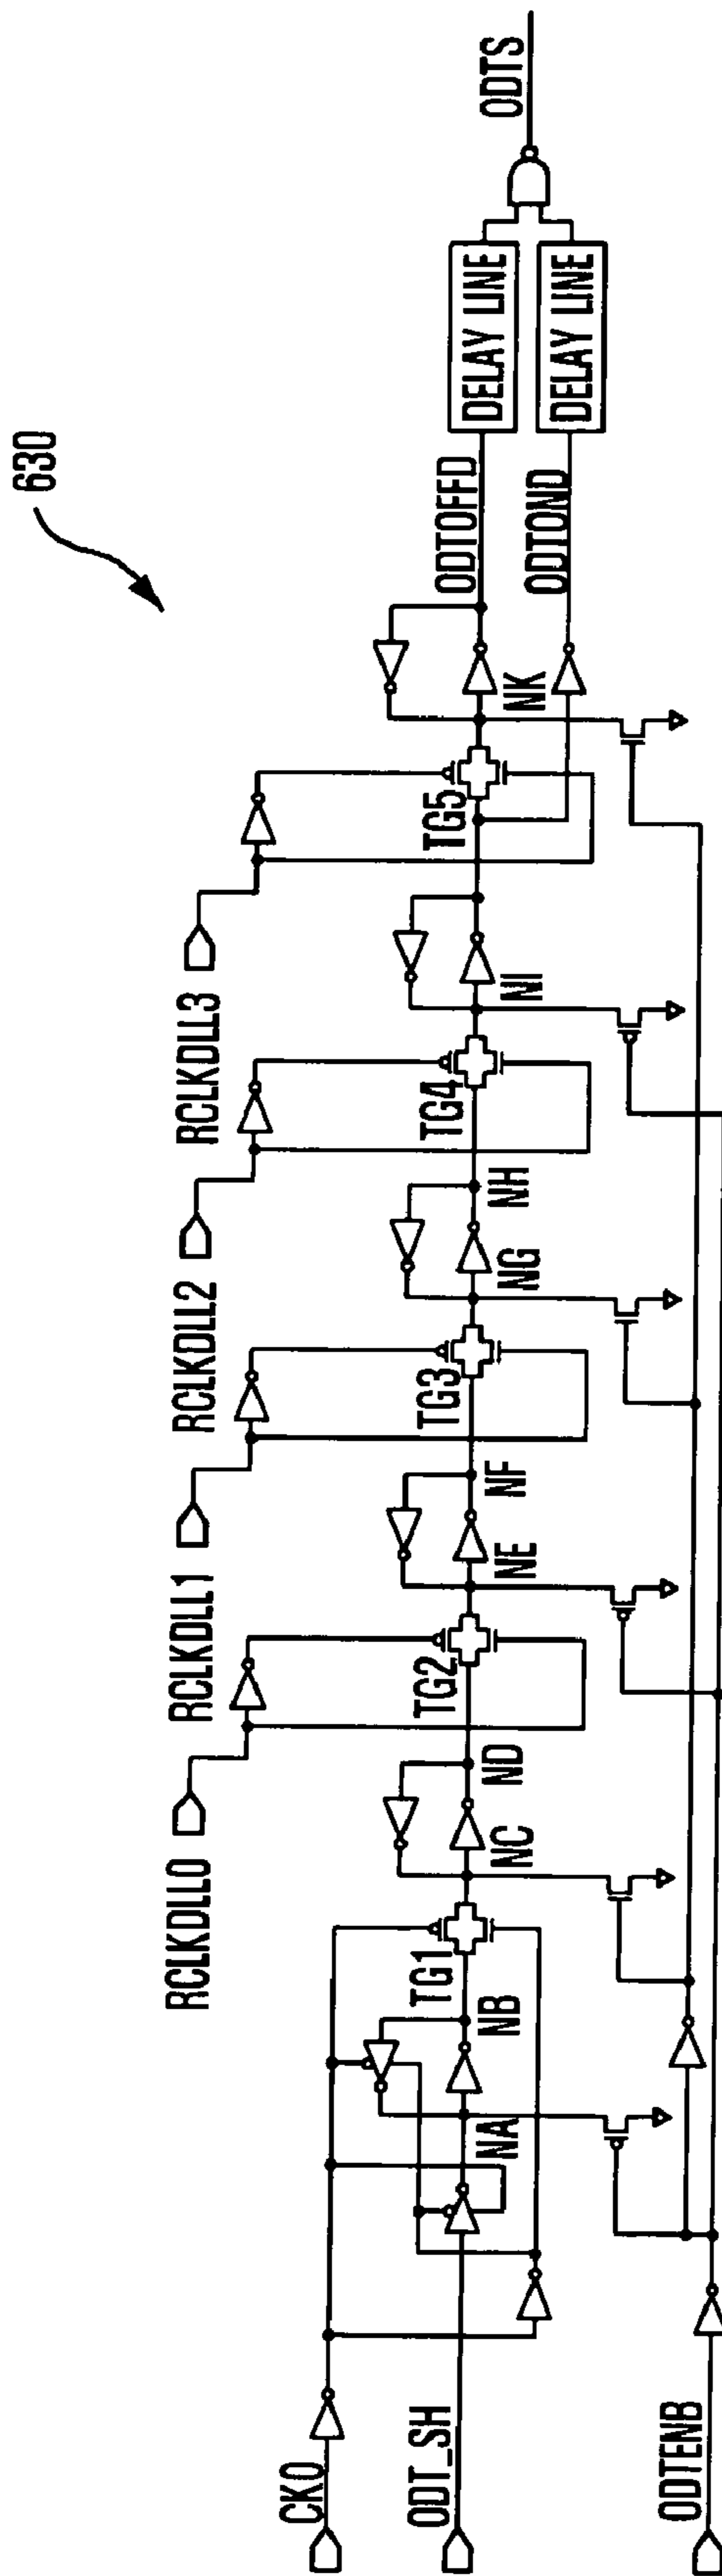 630
RCLKDLL0
RCLKDLL1
RCLKDLL2
RCLKDLL3
CK0
ODT_SH
ODTENB
NA
NB
TG1
NC
ND
TG2
NE
NF
TG3
NG
NH
TG4
NI
TG5
NK
ODTOFFD
ODTOND
DELAY LINE
DELAY LINE
ODTS